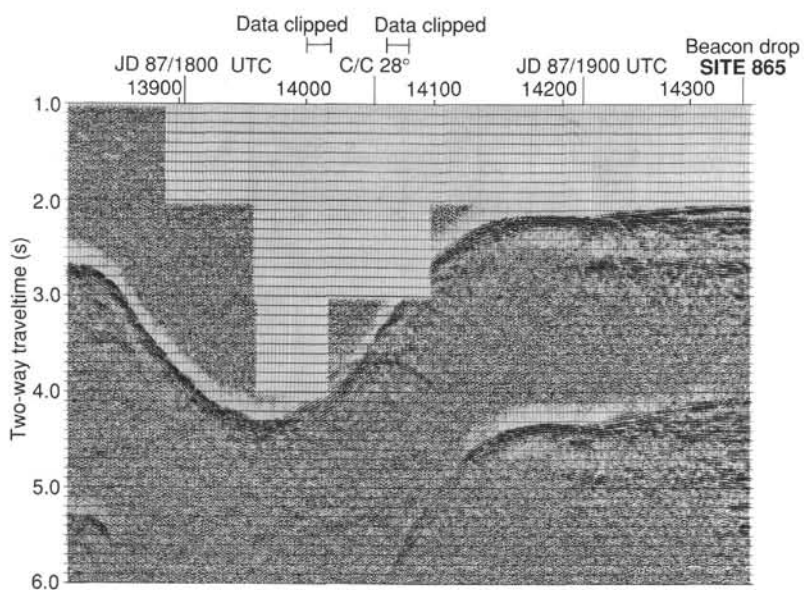 Data clipped Data clipped
Beacon drop
JD 87/1800 UTC C/C 28° JD 87/1900 UTC SITE 865
13900 14000 14100 14200 14300
1.0
2.0
3.0
4.0
5.0
6.0
Two-way traveltime (s)